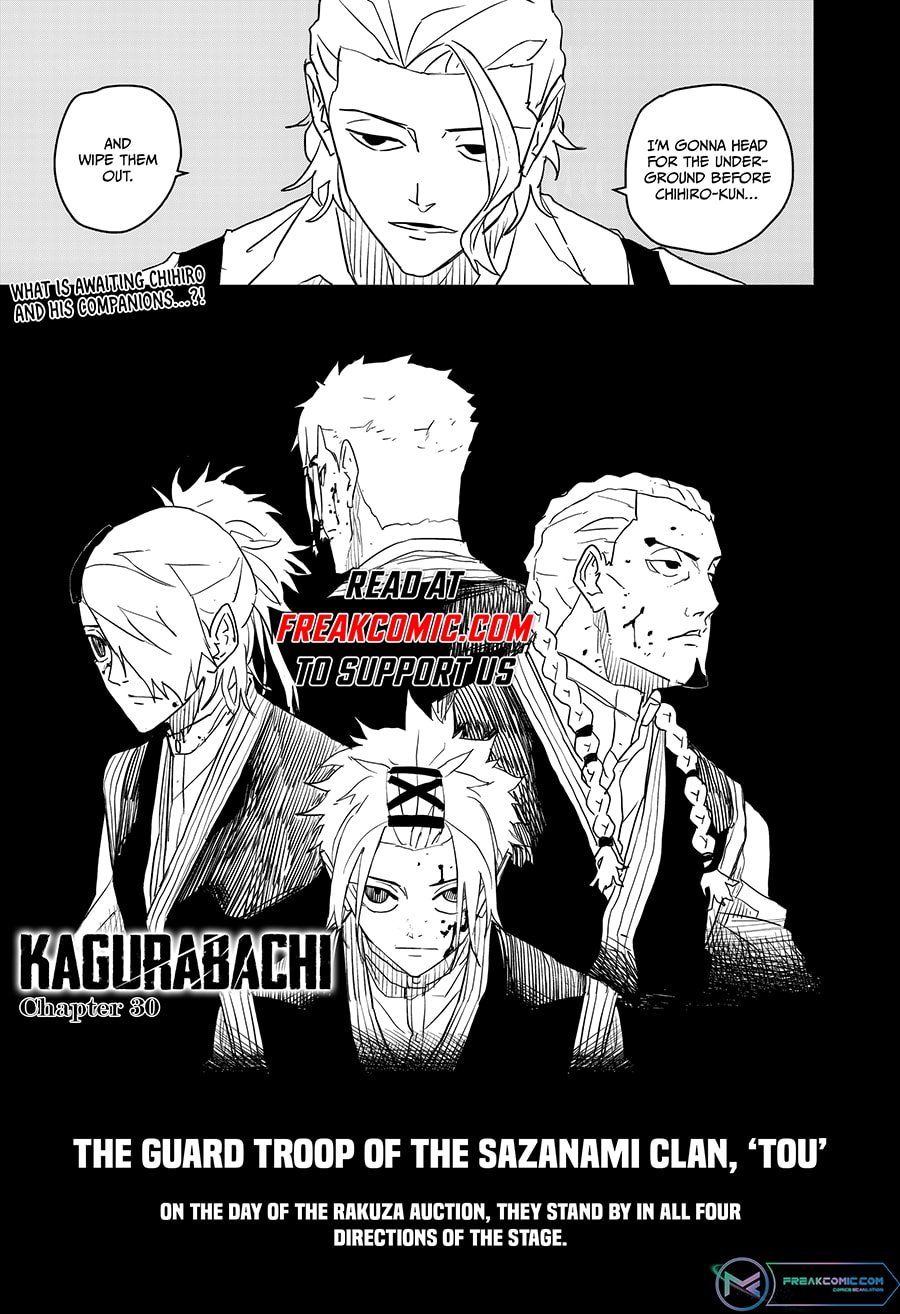 I'M GONNA HEAD
FOR THE UNDER-
GROUND BEFORE
CHIHIRO-KUN...
AND
WIPE THEM
OUT.
WHAT IS AWAITING CHIHIRO
AND HIS COMPANIONS...?!
READ AT
FREAKCOMIC.COM
TO SUPPORT US
KAGURABACHI
Chapter 30
THE GUARD TROOP OF THE SAZANAMI CLAN, 'TOU'
ON THE DAY OF THE RAKUZA AUCTION, THEY STAND BY IN ALL FOUR
DIRECTIONS OF THE STAGE.
FREAKCOMIC.COM
COMICS SCANLATION